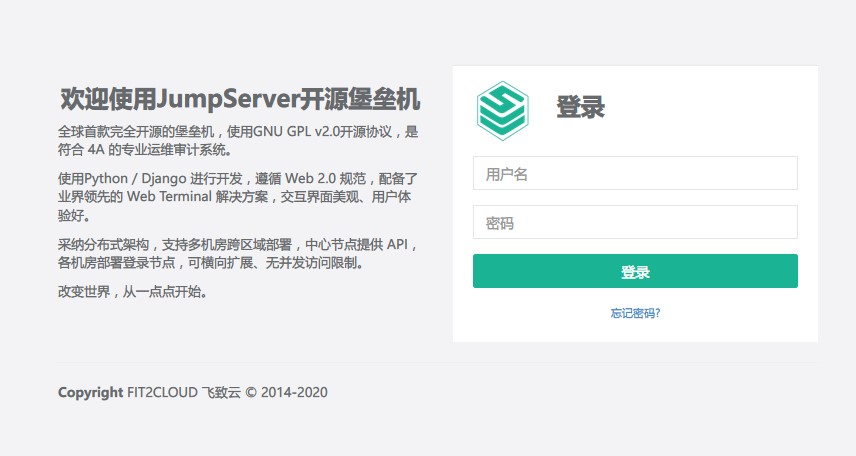 欢迎使用JumpServer开源堡垒机
全球首款完全开源的堡垒机，使用GNU GPL v2.0开源协议，是
符合 4A 的专业运维审计系统。
使用Python / Django 进行开发，遵循 Web 2.0 规范，配备了
业界领先的 Web Terminal 解决方案，交互界面美观、用户体
验好。
采纳分布式架构，支持多机房跨区域部署，中心节点提供 API，
各机房部署登录节点，可横向扩展、无并发访问限制。
改变世界，从一点点开始。
登录
用户名
密码
登录
忘记密码?
Copyright FIT2CLOUD 飞致云 © 2014-2020